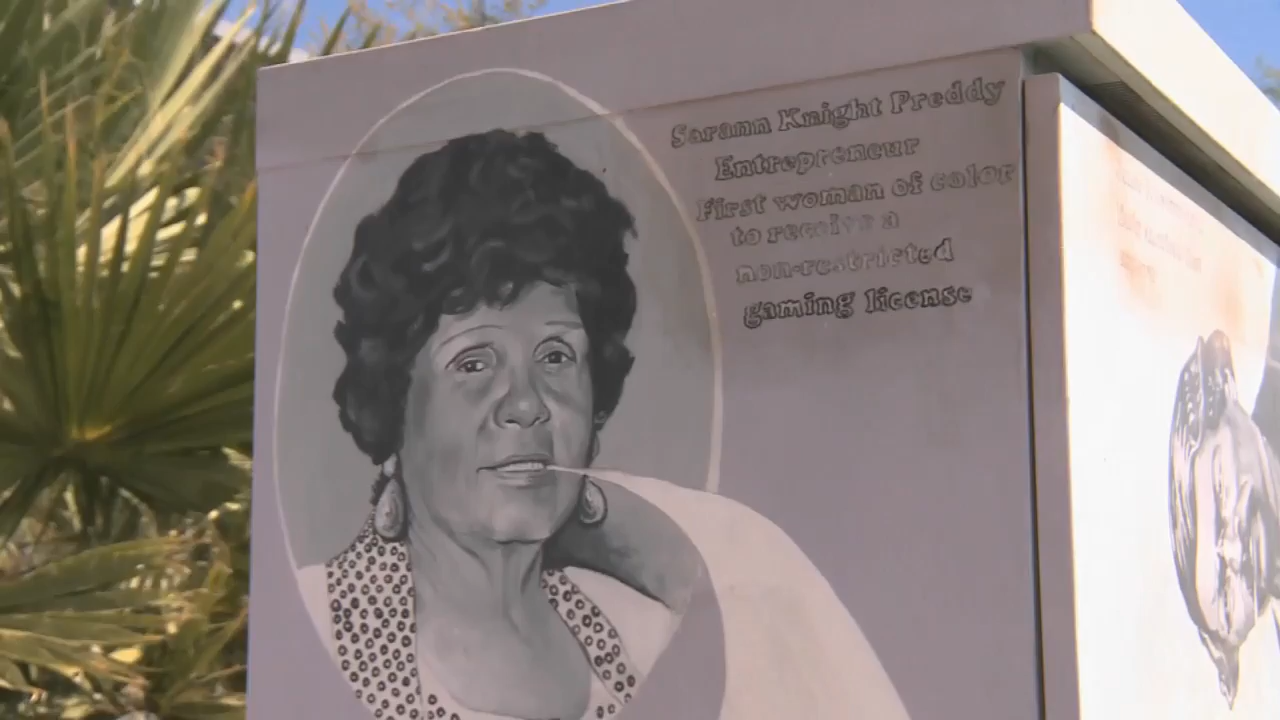 Sarann Knight Preddy
Entrepreneur
First woman of color
to receive a
non-restricted
gaming license